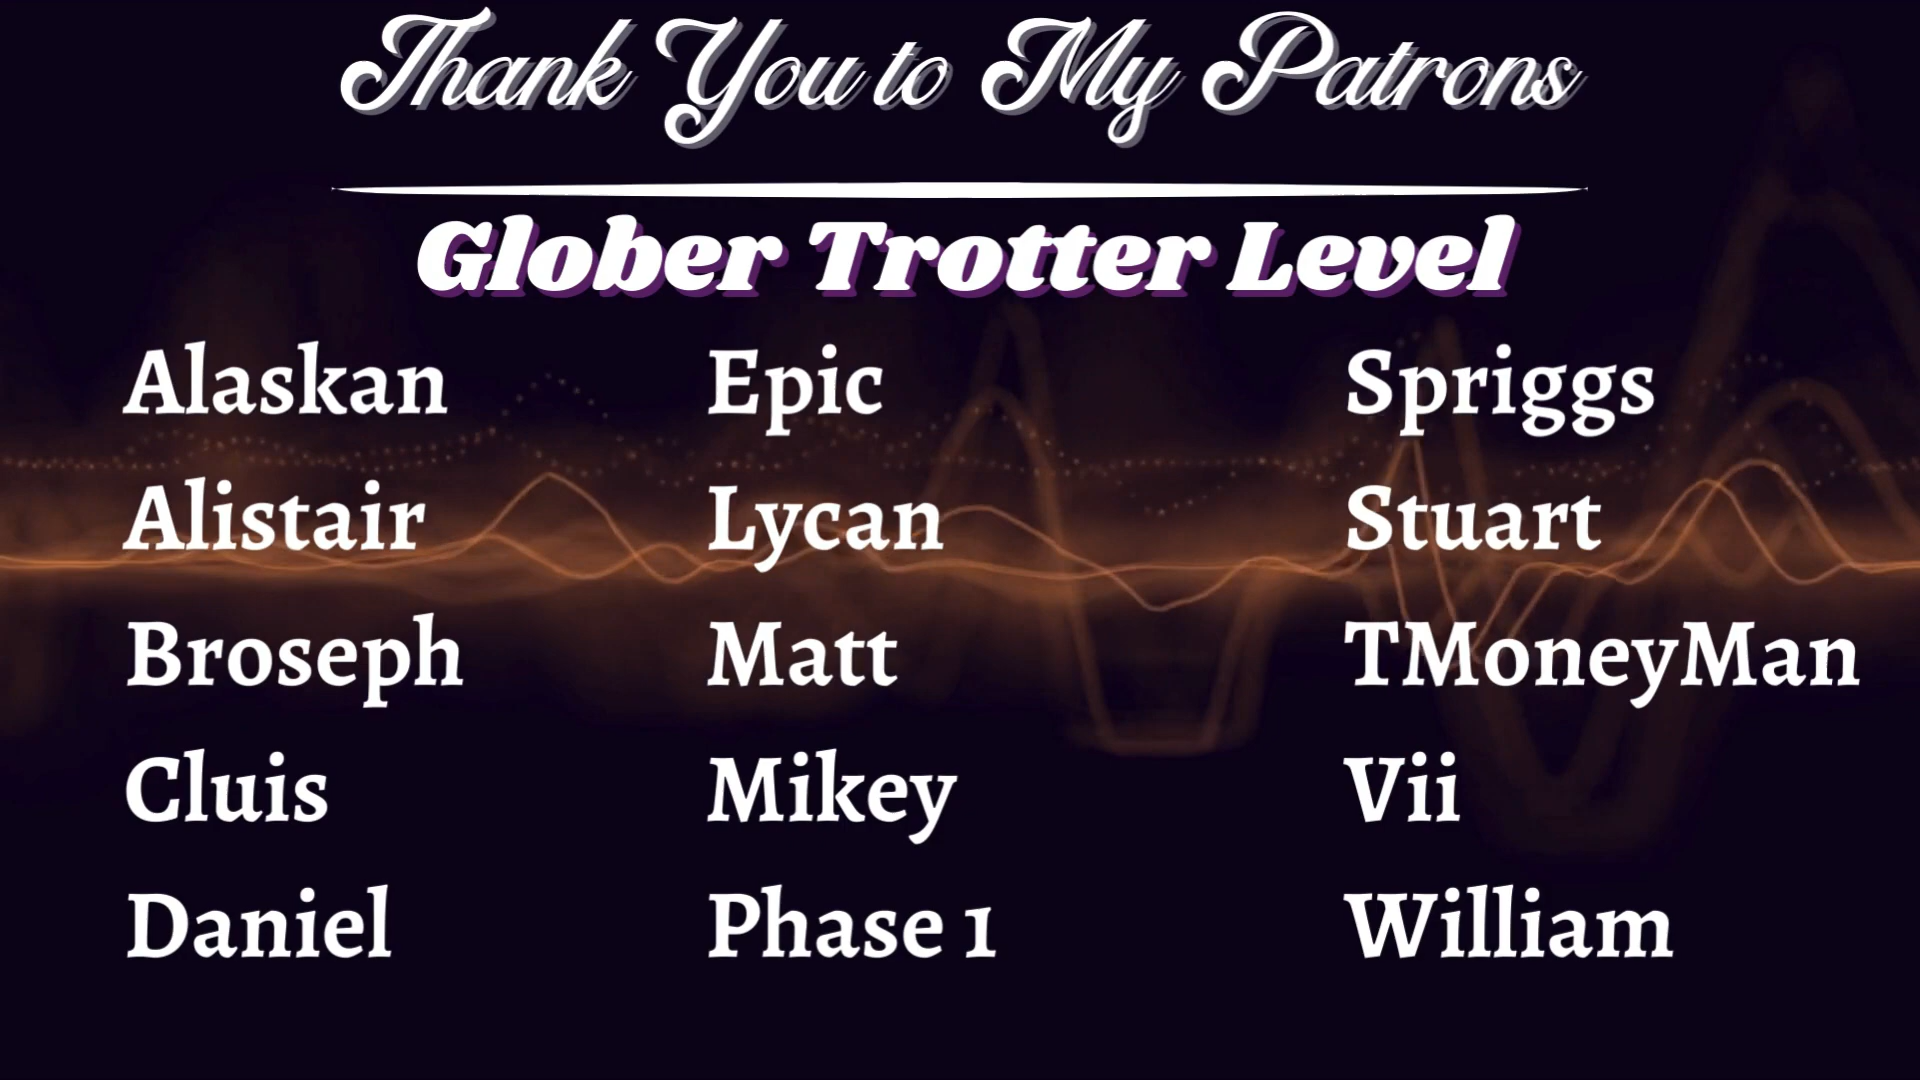 Thank You to My Patrons
Glober Trotter Level
Alaskan
Alistair
Broseph
Cluis
Daniel
Epic
Lycan
Matt
Mikey
Phase 1
Spriggs
Stuart
TMoneyMan
Vii
William